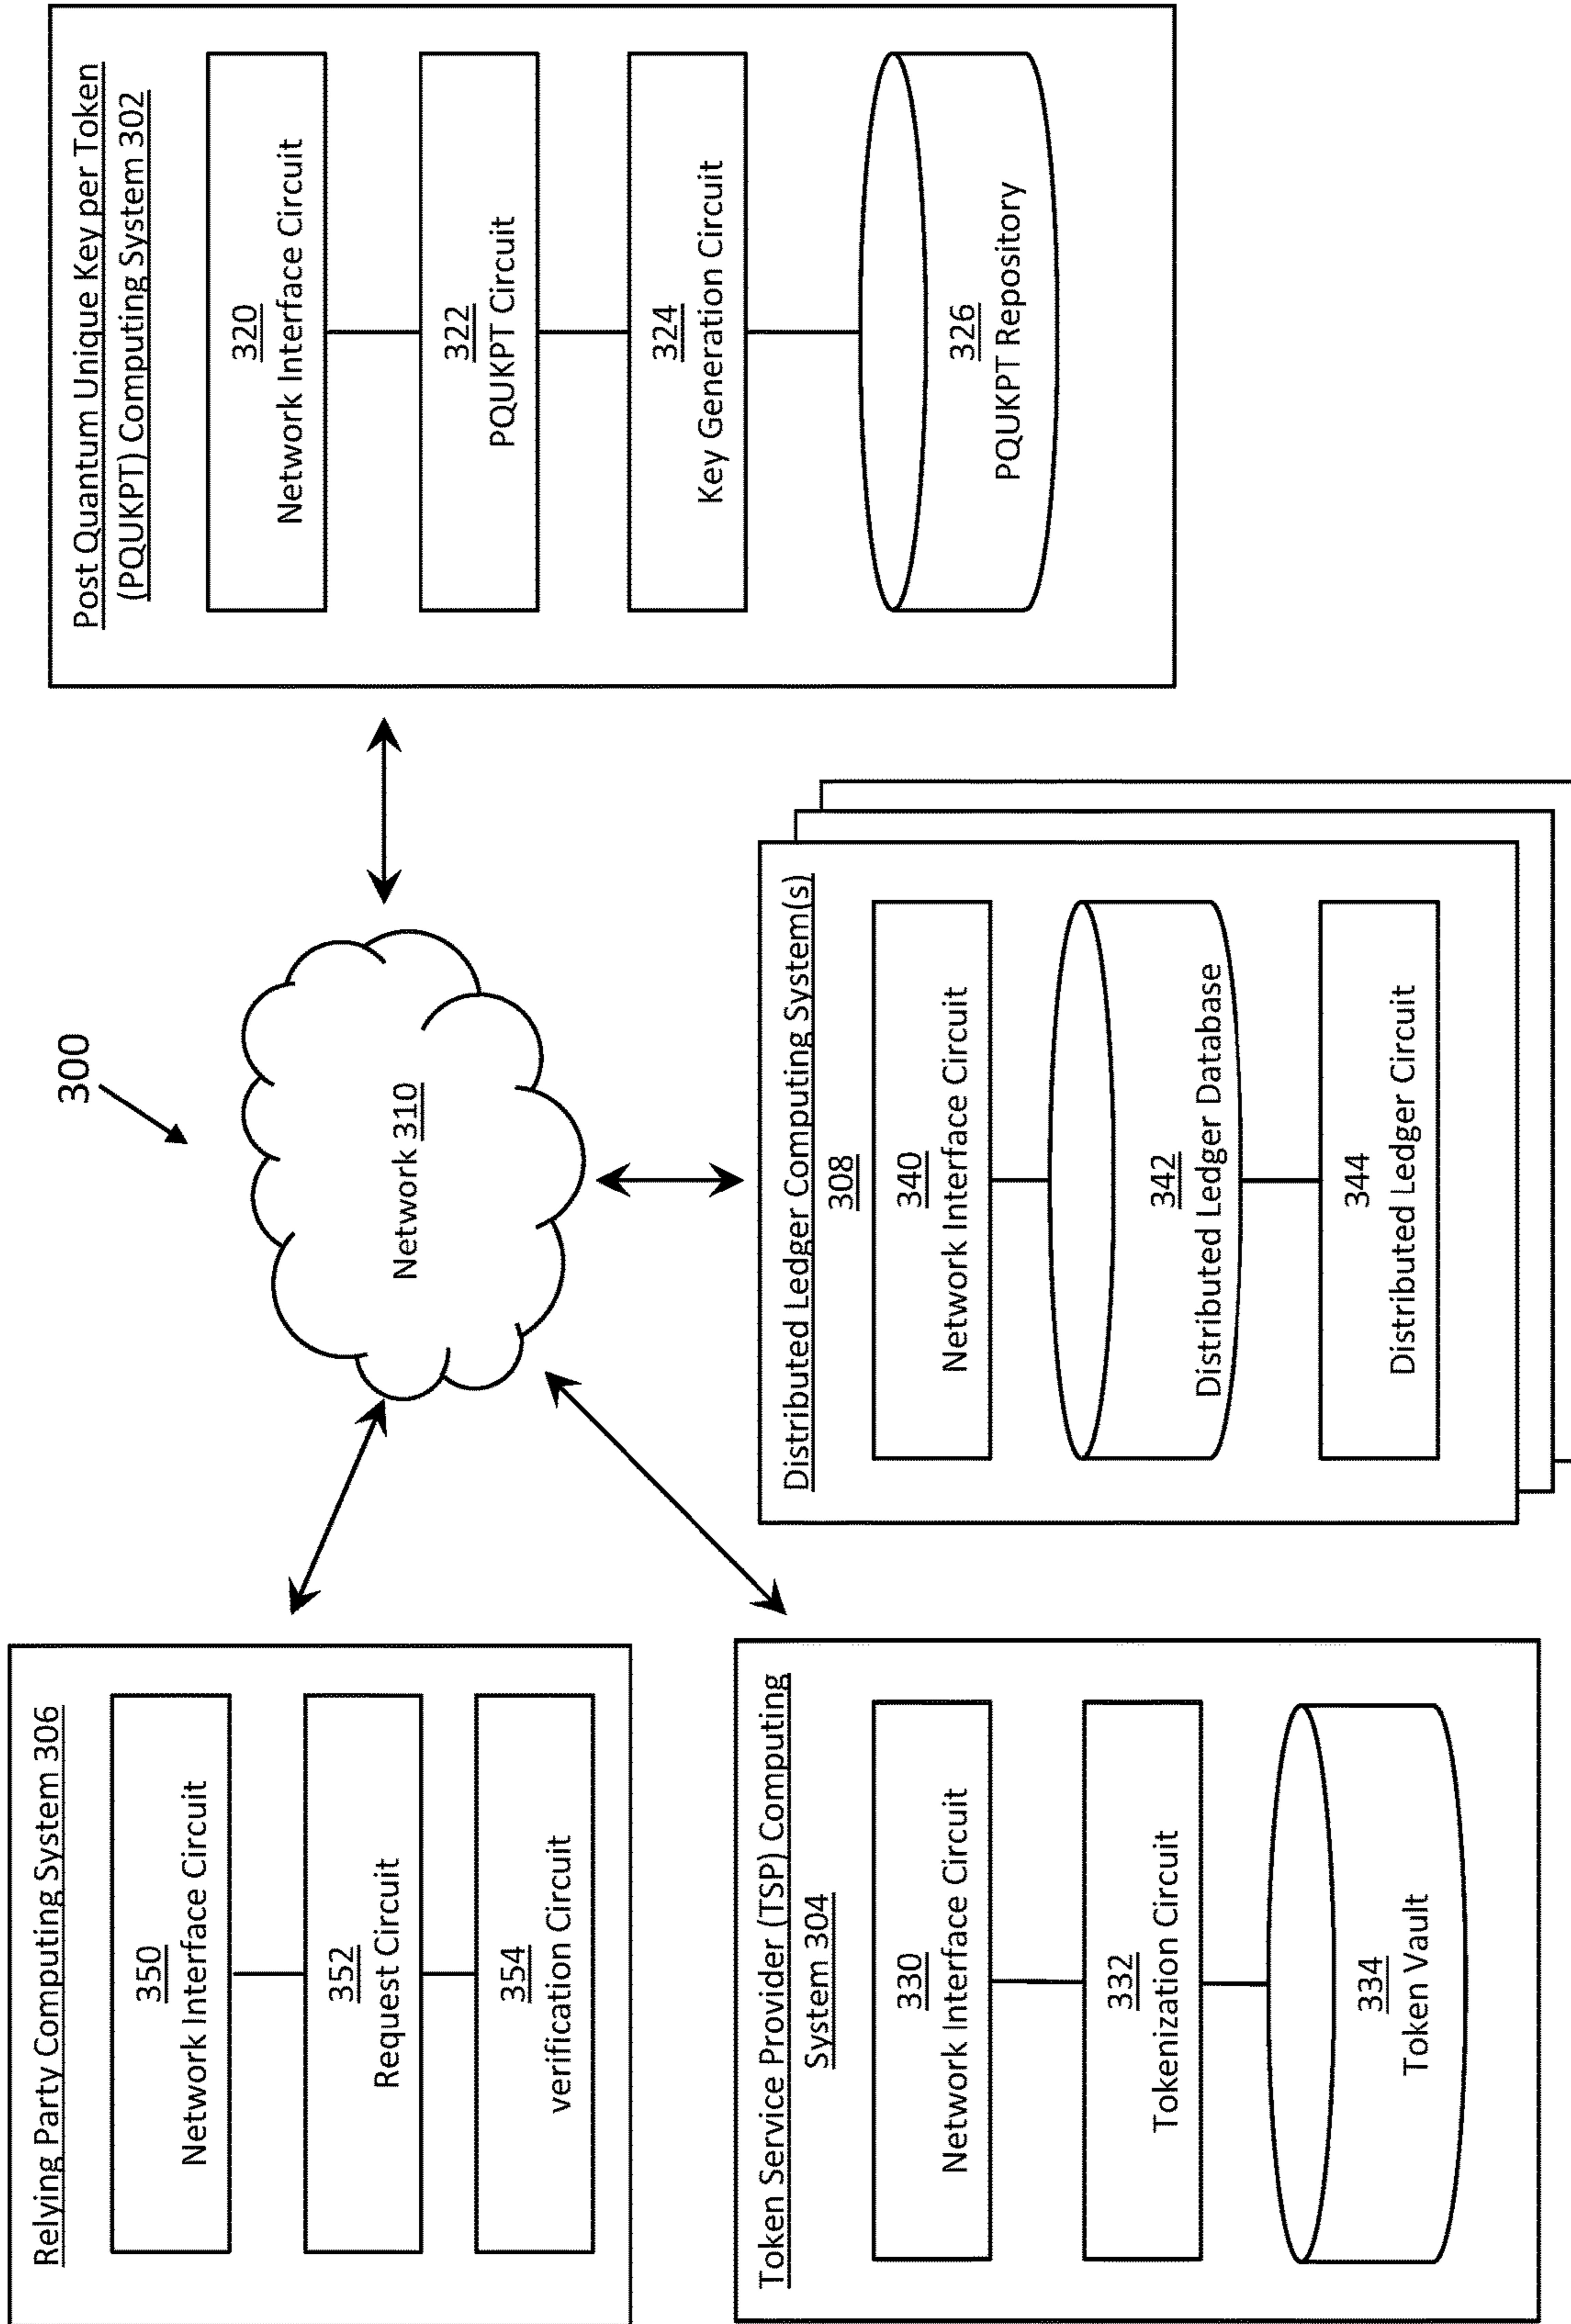 300
Relying Party Computing System 306
350
Network Interface Circuit
352
Request Circuit
354
verification Circuit
Network 310
Post Quantum Unique Key per Token
(PQUKPT) Computing System 302
320
Network Interface Circuit
322
PQUKPT Circuit
324
Key Generation Circuit
326
PQUKPT Repository
Token Service Provider (TSP) Computing
System 304
330
Network Interface Circuit
332
Tokenization Circuit
334
Token Vault
Distributed Ledger Computing System(s)
308
340
Network Interface Circuit
342
Distributed Ledger Database
344
Distributed Ledger Circuit